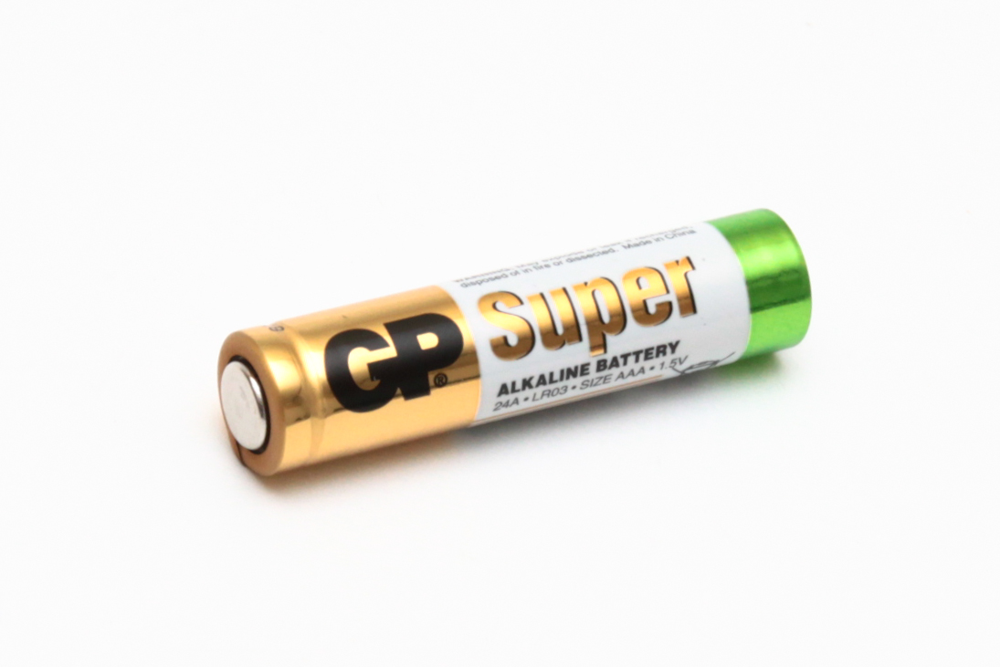 disposed of in fire or dissected. Made in China
GP®
Super
ALKALINE BATTERY
24A • LR03 • SIZE AAA • 1.5V